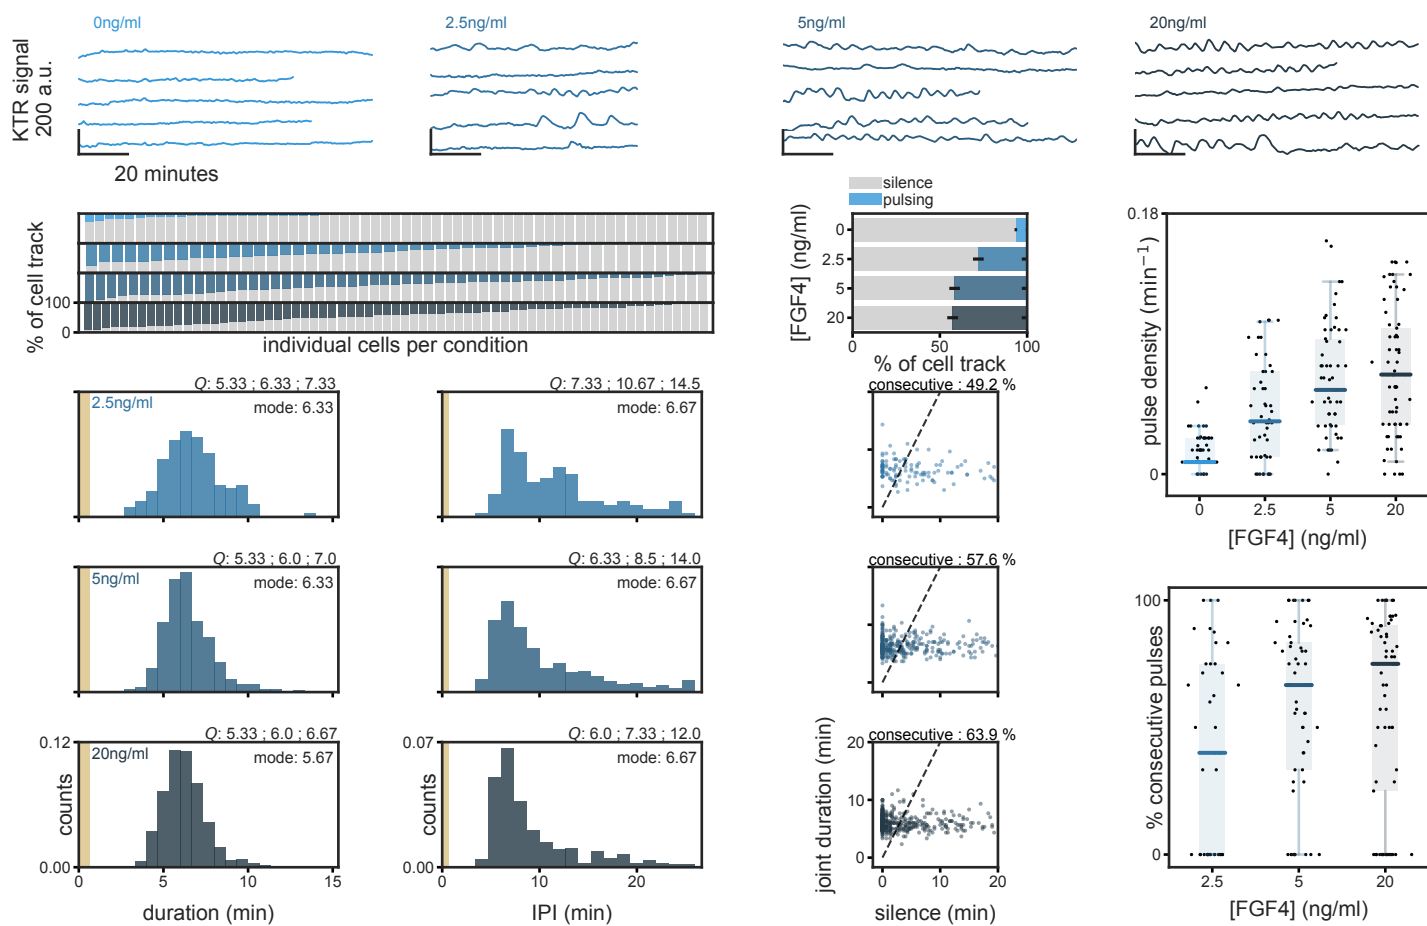 0ng/ml
2.5ng/ml
5ng/ml
20ng/ml
KTR signal
200 a.u.
20 minutes
% of cell track
100
0
individual cells per condition
silence
pulsing
[FGF4] (ng/ml)
0
2.5
5
20
0
50
100
% of cell track
pulse density (min⁻¹)
0.18
0
0
2.5
5
20
[FGF4] (ng/ml)
Q: 5.33 ; 6.33 ; 7.33
2.5ng/ml
mode: 6.33
Q: 7.33 ; 10.67 ; 14.5
mode: 6.67
consecutive : 49.2 %
Q: 5.33 ; 6.0 ; 7.0
5ng/ml
mode: 6.33
Q: 6.33 ; 8.5 ; 14.0
mode: 6.67
consecutive : 57.6 %
Q: 5.33 ; 6.0 ; 6.67
20ng/ml
mode: 5.67
0.12
counts
0.00
0
5
10
15
duration (min)
Q: 6.0 ; 7.33 ; 12.0
mode: 6.67
0.07
counts
0.00
0
10
20
IPI (min)
consecutive : 63.9 %
joint duration (min)
20
10
0
0
10
20
silence (min)
% consecutive pulses
100
0
2.5
5
20
[FGF4] (ng/ml)